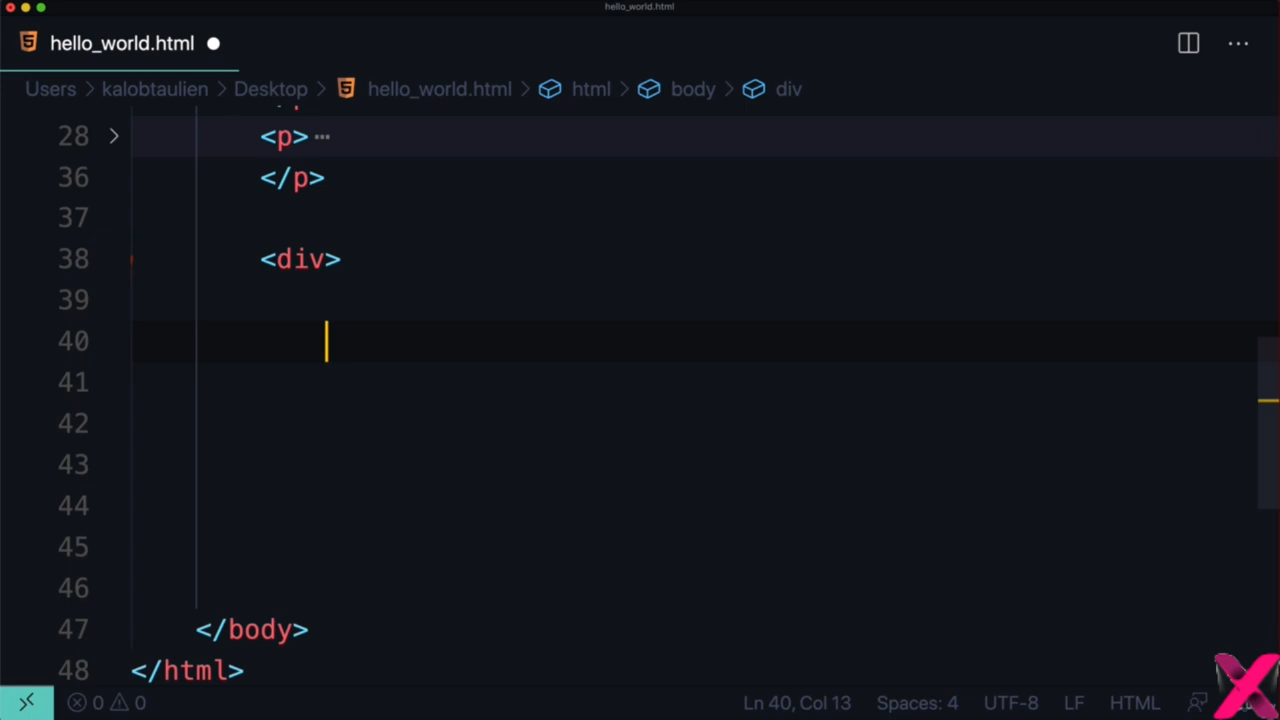 hello_world.html
hello_world.html
Users > kalobtaulien > Desktop > hello_world.html > html > body > div
28 <p>
36 </p>
37
38 <div>
39
40
41
42
43
44
45
46
47 </body>
48 </html>
0 0 Ln 40, Col 13 Spaces: 4 UTF-8 LF HTML